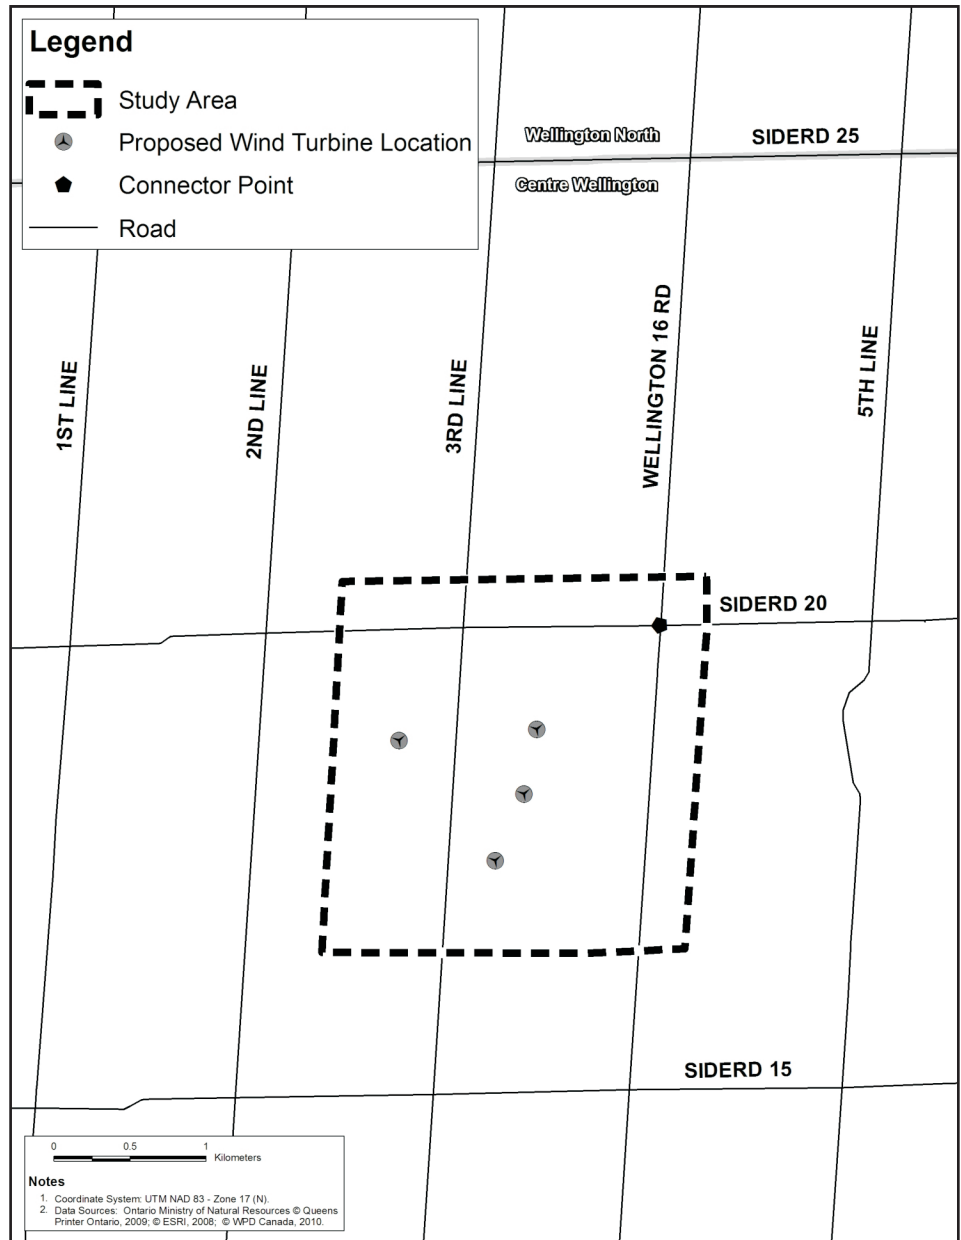 Legend
Study Area
Proposed Wind Turbine Location
Connector Point
Road
Wellington North
SIDERD 25
Centre Wellington
1ST LINE
2ND LINE
3RD LINE
WELLINGTON 16 RD
5TH LINE
SIDERD 20
SIDERD 15
0 0.5 1
Kilometers
Notes
1. Coordinate System: UTM NAD 83 - Zone 17 (N).
2. Data Sources: Ontario Ministry of Natural Resources © Queens
Printer Ontario, 2009; © ESRI, 2008; © WPD Canada, 2010.